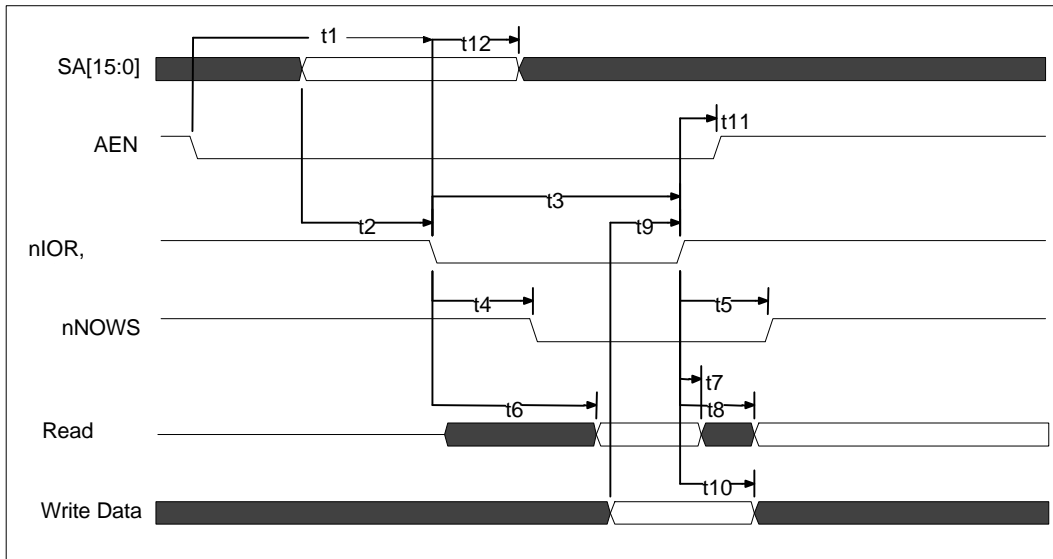 t1
t12
SA[15:0]
t11
AEN
t3
t2
t9
nIOR,
t4
t5
nNOWS
t7
t6
t8
Read
t10
Write Data